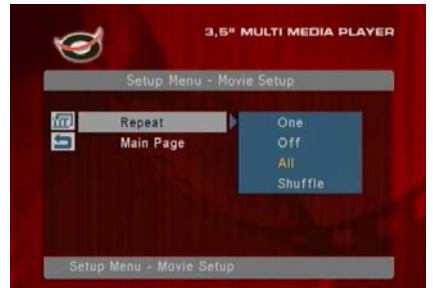 3,5" MULTI MEDIA PLAYER
Setup Menu - Movie Setup
Repeat
Main Page
One
Off
All
Shuffle
Setup Menu - Movie Setup